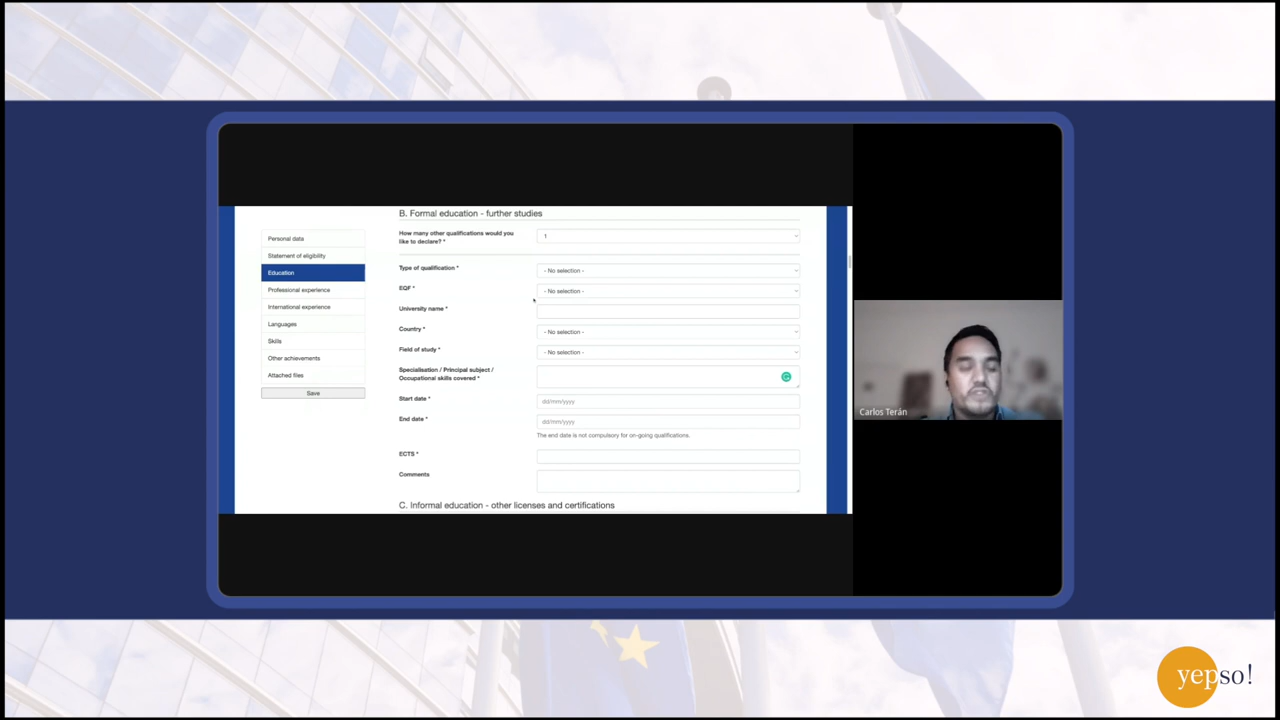 B. Formal education - further studies
How many other qualifications would you
like to declare? *
1
Personal data
Statement of eligibility
Education
Professional experience
International experience
Languages
Skills
Other achievements
Attached files
Save
Type of qualification *
- No selection -
EQF *
- No selection -
University name *
Country *
- No selection -
Field of study *
- No selection -
Specialisation / Principal subject /
Occupational skills covered *
Start date *
dd/mm/yyyy
End date *
dd/mm/yyyy
The end date is not compulsory for on-going qualifications.
ECTS *
Comments
C. Informal education - other licenses and certifications
Carlos Terán
yepso!